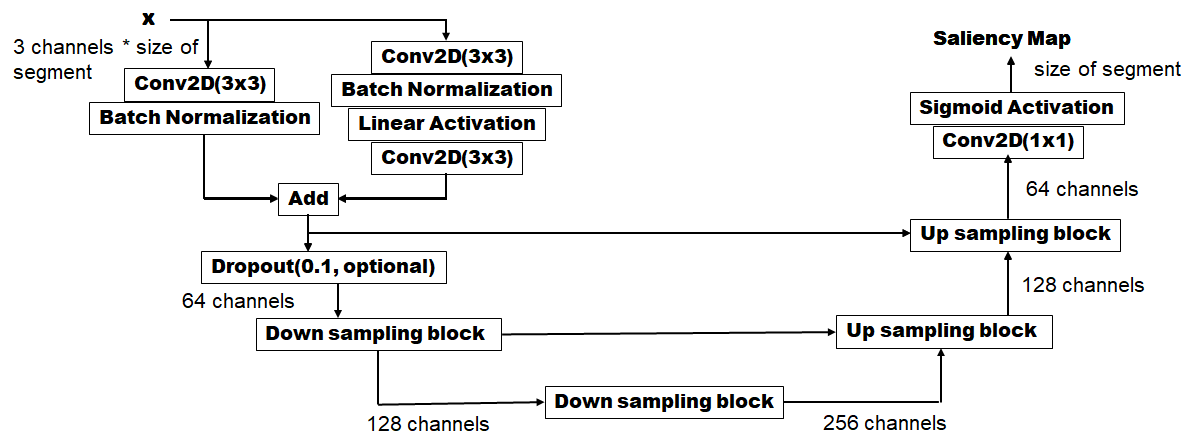 x
3 channels * size of
segment
Conv2D(3x3)
Batch Normalization
Conv2D(3x3)
Batch Normalization
Linear Activation
Conv2D(3x3)
Add
Dropout(0.1, optional)
64 channels
Down sampling block
128 channels
Down sampling block
256 channels
Up sampling block
128 channels
Up sampling block
64 channels
Conv2D(1x1)
Sigmoid Activation
size of segment
Saliency Map